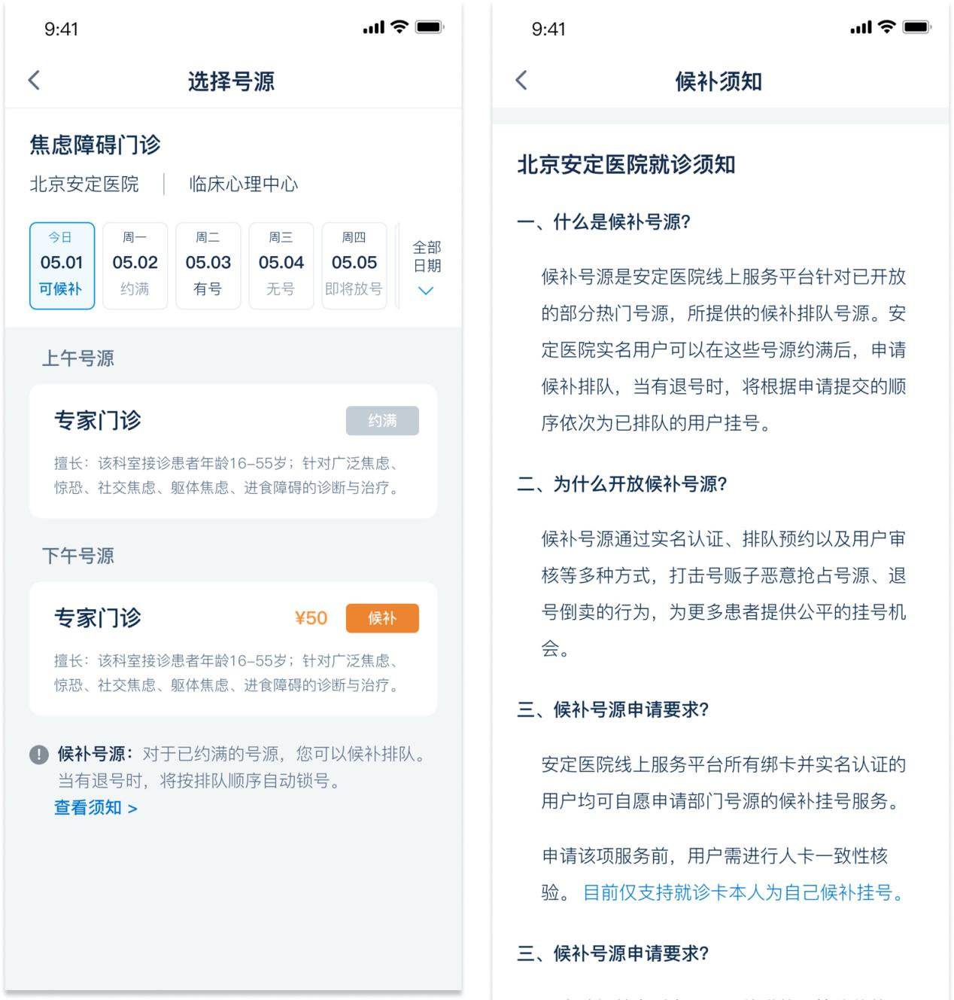 9:41
选择号源
焦虑障碍门诊
北京安定医院 | 临床心理中心
今日 周一 周二 周三 周四
05.01 05.02 05.03 05.04 05.05
可候补 约满 有号 无号 即将放号
全部
日期
上午号源
专家门诊 约满
擅长：该科室接诊患者年龄16–55岁；针对广泛焦虑、
惊恐、社交焦虑、躯体焦虑、进食障碍的诊断与治疗。
下午号源
专家门诊 ¥50 候补
擅长：该科室接诊患者年龄16–55岁；针对广泛焦虑、
惊恐、社交焦虑、躯体焦虑、进食障碍的诊断与治疗。
候补号源：对于已约满的号源，您可以候补排队。
当有退号时，将按排队顺序自动锁号。
查看须知 >
9:41
候补须知
北京安定医院就诊须知
一、什么是候补号源?
候补号源是安定医院线上服务平台针对已开放
的部分热门号源，所提供的候补排队号源。安
定医院实名用户可以在这些号源约满后，申请
候补排队，当有退号时，将根据申请提交的顺
序依次为已排队的用户挂号。
二、为什么开放候补号源?
候补号源通过实名认证、排队预约以及用户审
核等多种方式，打击号贩子恶意抢占号源、退
号倒卖的行为，为更多患者提供公平的挂号机
会。
三、候补号源申请要求?
安定医院线上服务平台所有绑卡并实名认证的
用户均可自愿申请部门号源的候补挂号服务。
申请该项服务前，用户需进行人卡一致性核
验。 目前仅支持就诊卡本人为自己候补挂号。
三、候补号源申请要求?